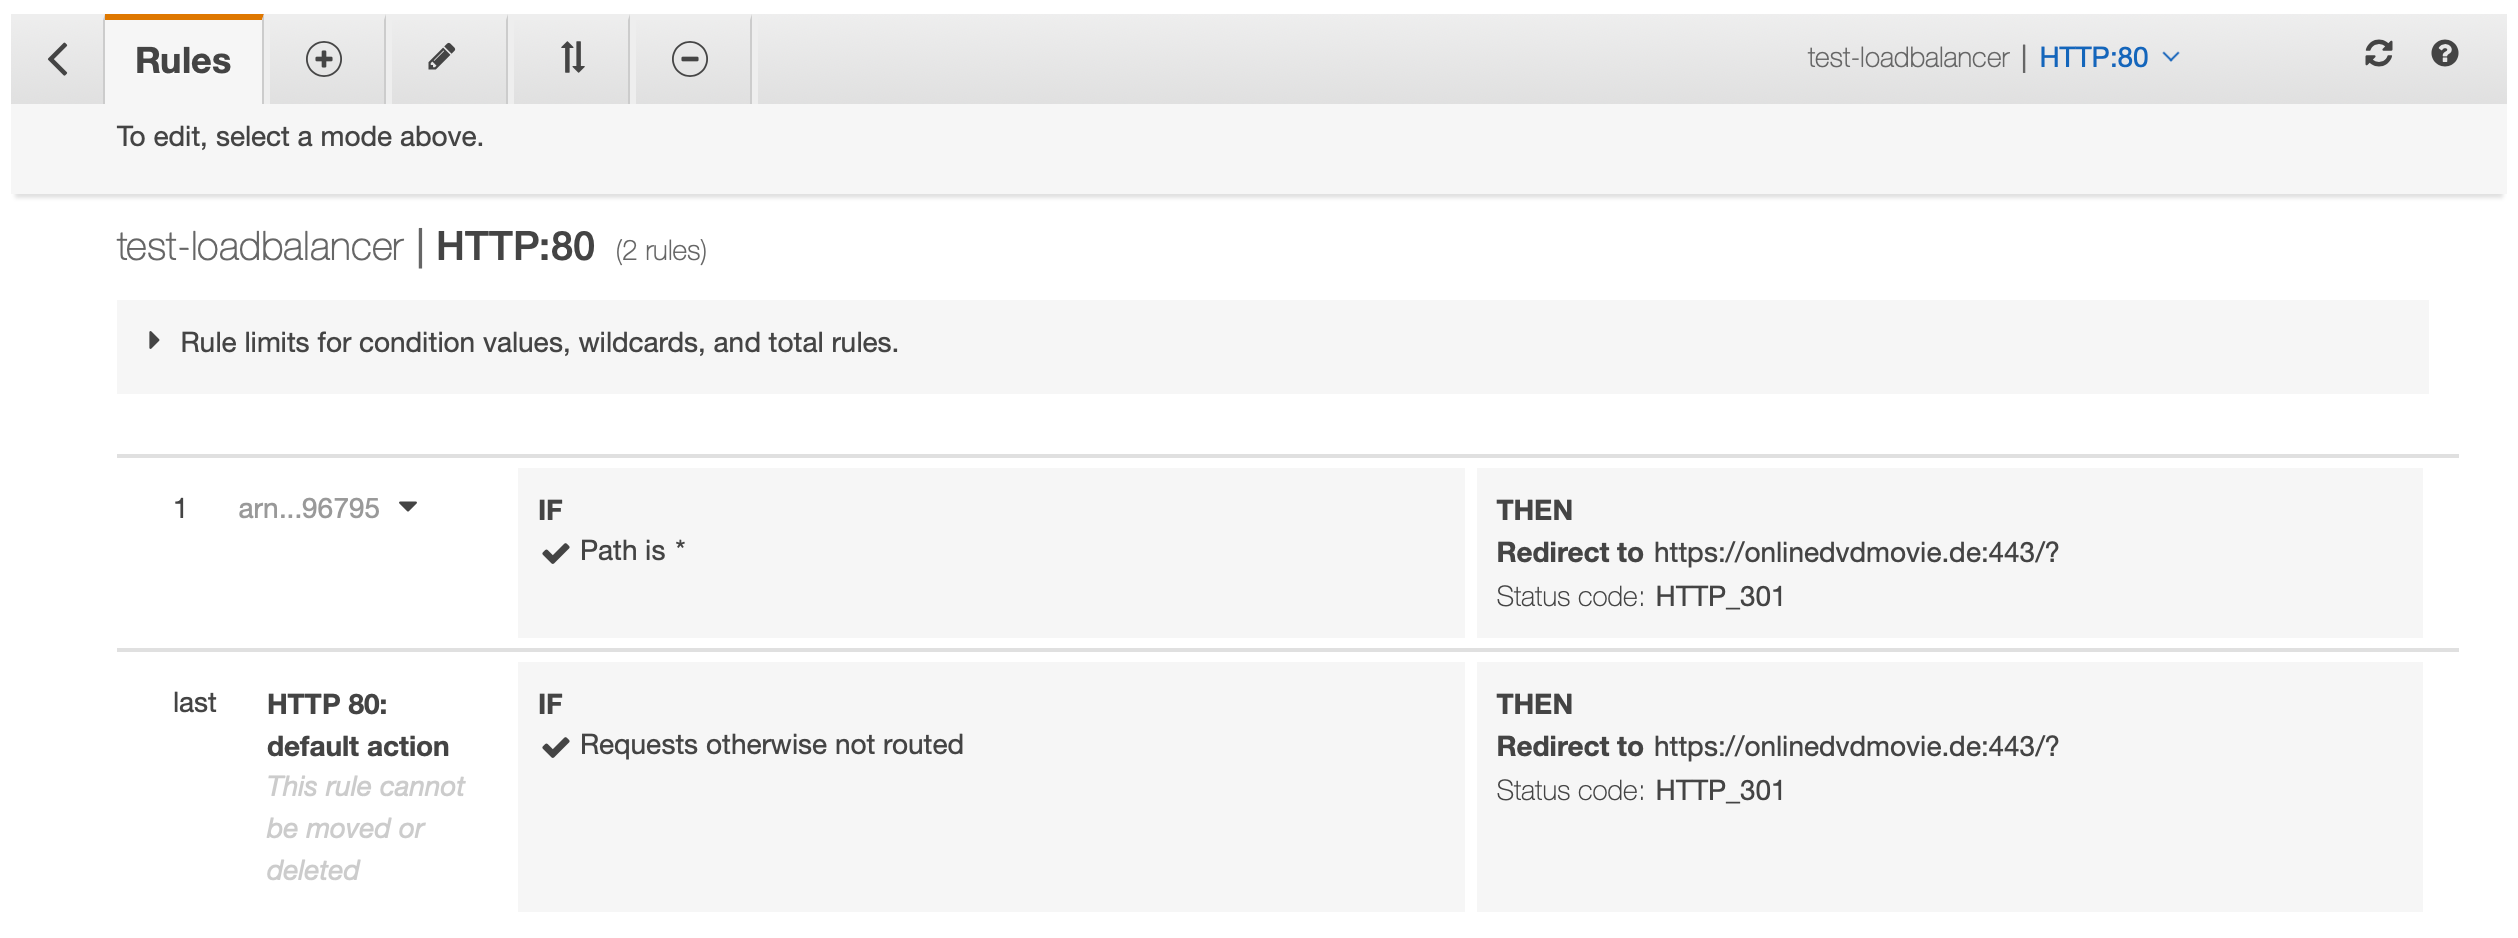 Rules
test-loadbalancer | HTTP:80
To edit, select a mode above.
test-loadbalancer | HTTP:80 (2 rules)
Rule limits for condition values, wildcards, and total rules.
1 arn...96795
IF
Path is *
THEN
Redirect to https://onlinedvdmovie.de:443/?
Status code: HTTP_301
last
HTTP 80:
default action
This rule cannot
be moved or
deleted
IF
Requests otherwise not routed
THEN
Redirect to https://onlinedvdmovie.de:443/?
Status code: HTTP_301